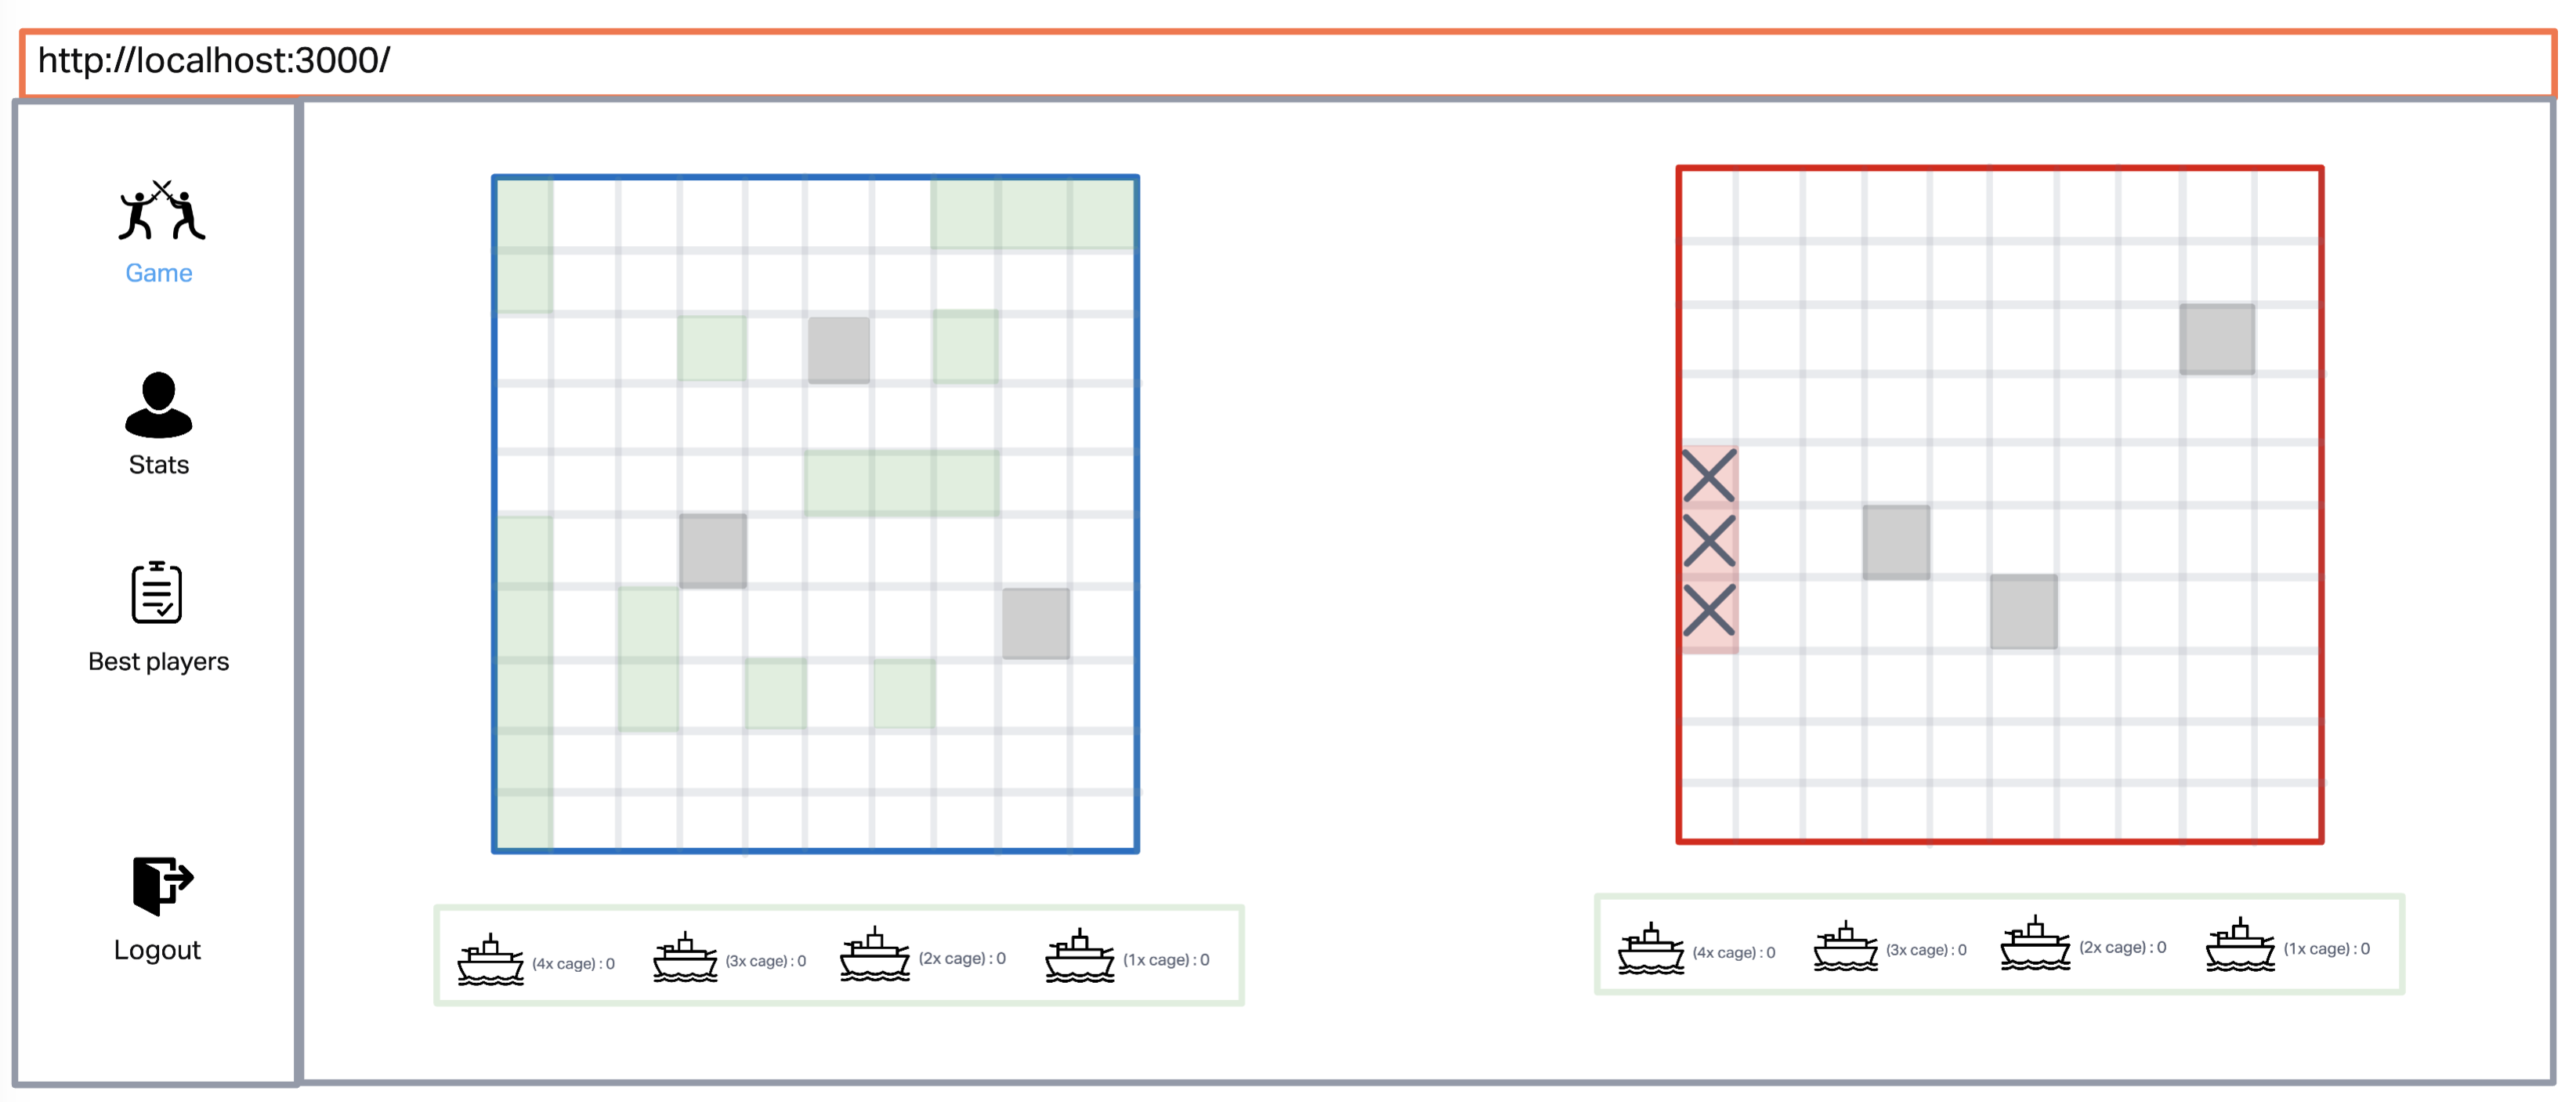 http://localhost:3000/
Game
Stats
Best players
Logout
(4x cage) : 0
(3x cage) : 0
(2x cage) : 0
(1x cage) : 0
(4x cage) : 0
(3x cage) : 0
(2x cage) : 0
(1x cage) : 0